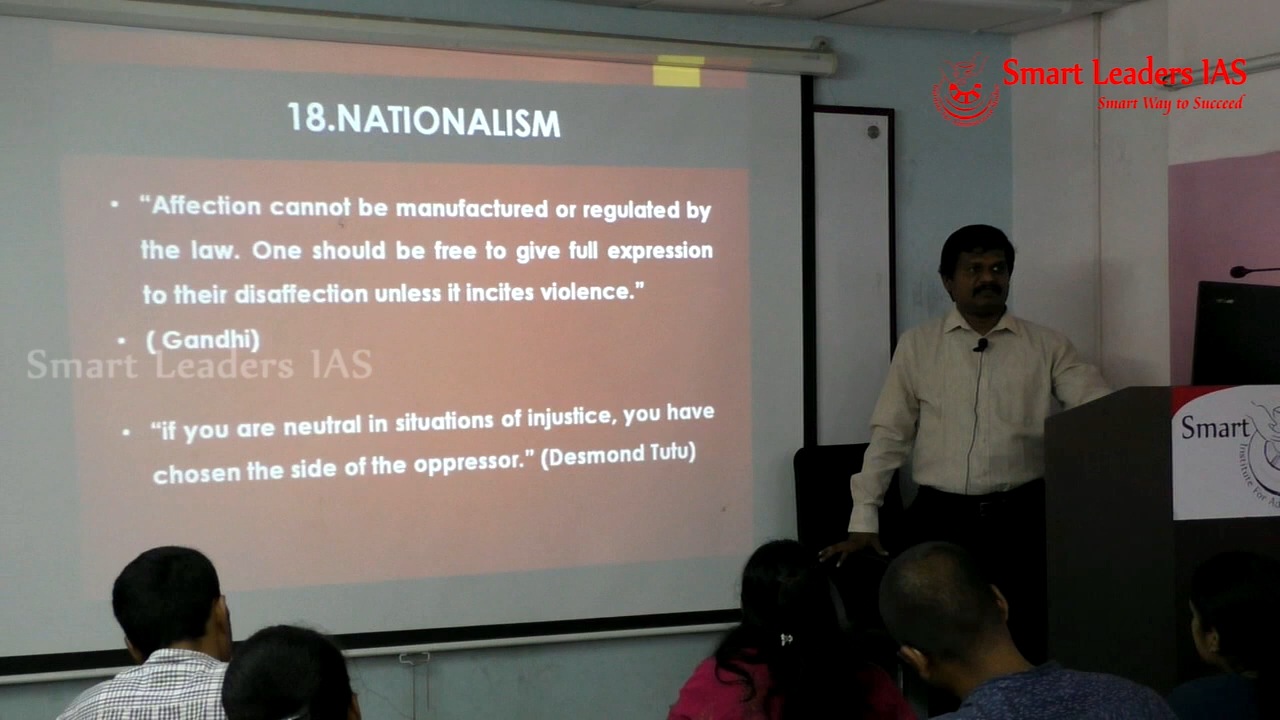 Smart Leaders IAS
Smart Way to Succeed
18.NATIONALISM
• “Affection cannot be manufactured or regulated by
the law. One should be free to give full expression
to their disaffection unless it incites violence.”
• ( Gandhi)
Smart Leaders IAS
• “if you are neutral in situations of injustice, you have
chosen the side of the oppressor.” (Desmond Tutu)
Smart
Institute For